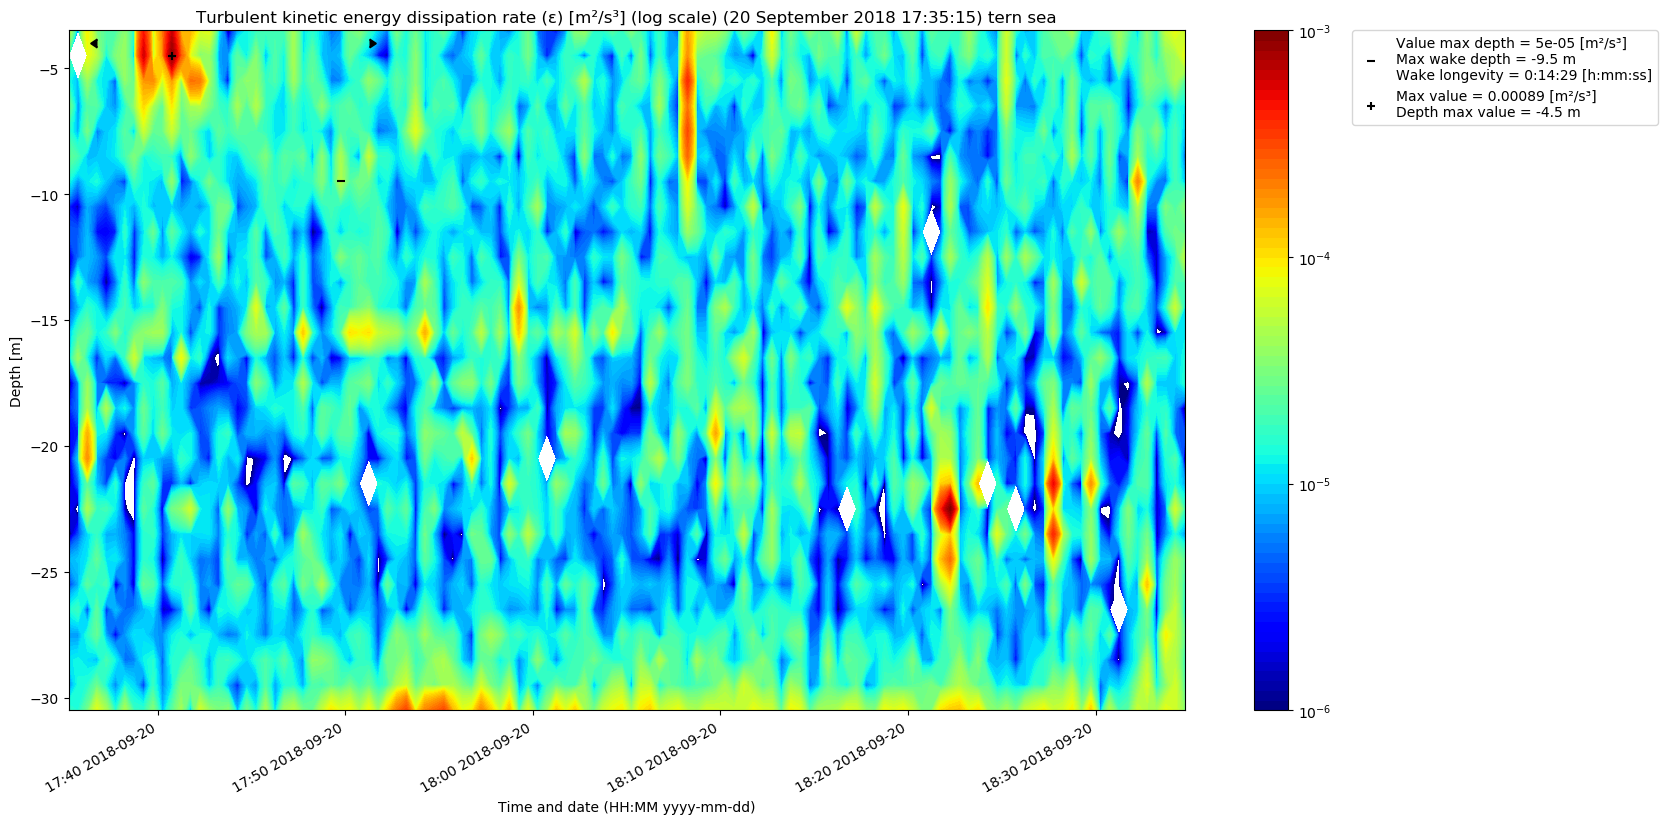 Turbulent kinetic energy dissipation rate (ε) [m²/s³] (log scale) (20 September 2018 17:35:15) tern sea
Depth [m]
−5
−10
−15
−20
−25
−30
17:40 2018-09-20
17:50 2018-09-20
18:00 2018-09-20
18:10 2018-09-20
18:20 2018-09-20
18:30 2018-09-20
Time and date (HH:MM yyyy-mm-dd)
10⁻³
10⁻⁴
10⁻⁵
10⁻⁶
Value max depth = 5e-05 [m²/s³]
Max wake depth = -9.5 m
Wake longevity = 0:14:29 [h:mm:ss]
Max value = 0.00089 [m²/s³]
Depth max value = -4.5 m